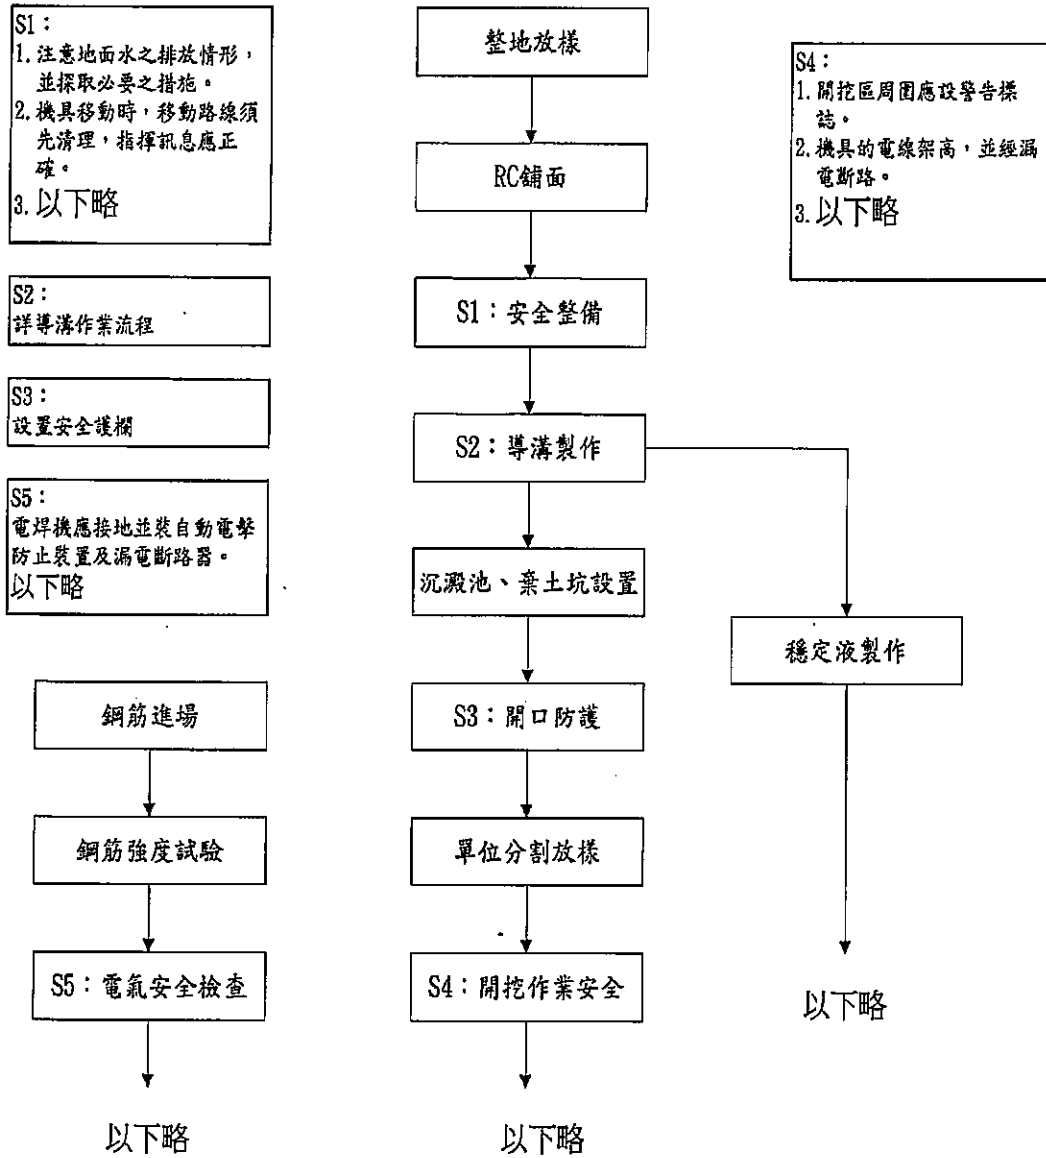 S1：
1.注意地面水之排放情形，
並採取必要之措施。
2.機具移動時，移動路線須
先清理，指揮訊息應正
確。
3.以下略
S2：
詳導溝作業流程
S3：
設置安全護欄
S5：
電焊機應接地並裝自動電擊
防止裝置及漏電斷路器。
以下略
鋼筋進場
鋼筋強度試驗
S5：電氣安全檢查
以下略
整地放樣
RC舖面
S1：安全整備
S2：導溝製作
沉澱池、棄土坑設置
S3：開口防護
單位分割放樣
S4：開挖作業安全
以下略
S4：
1.開挖區周圍應設警告標
誌。
2.機具的電線架高，並經漏
電斷路。
3.以下略
穩定液製作
以下略